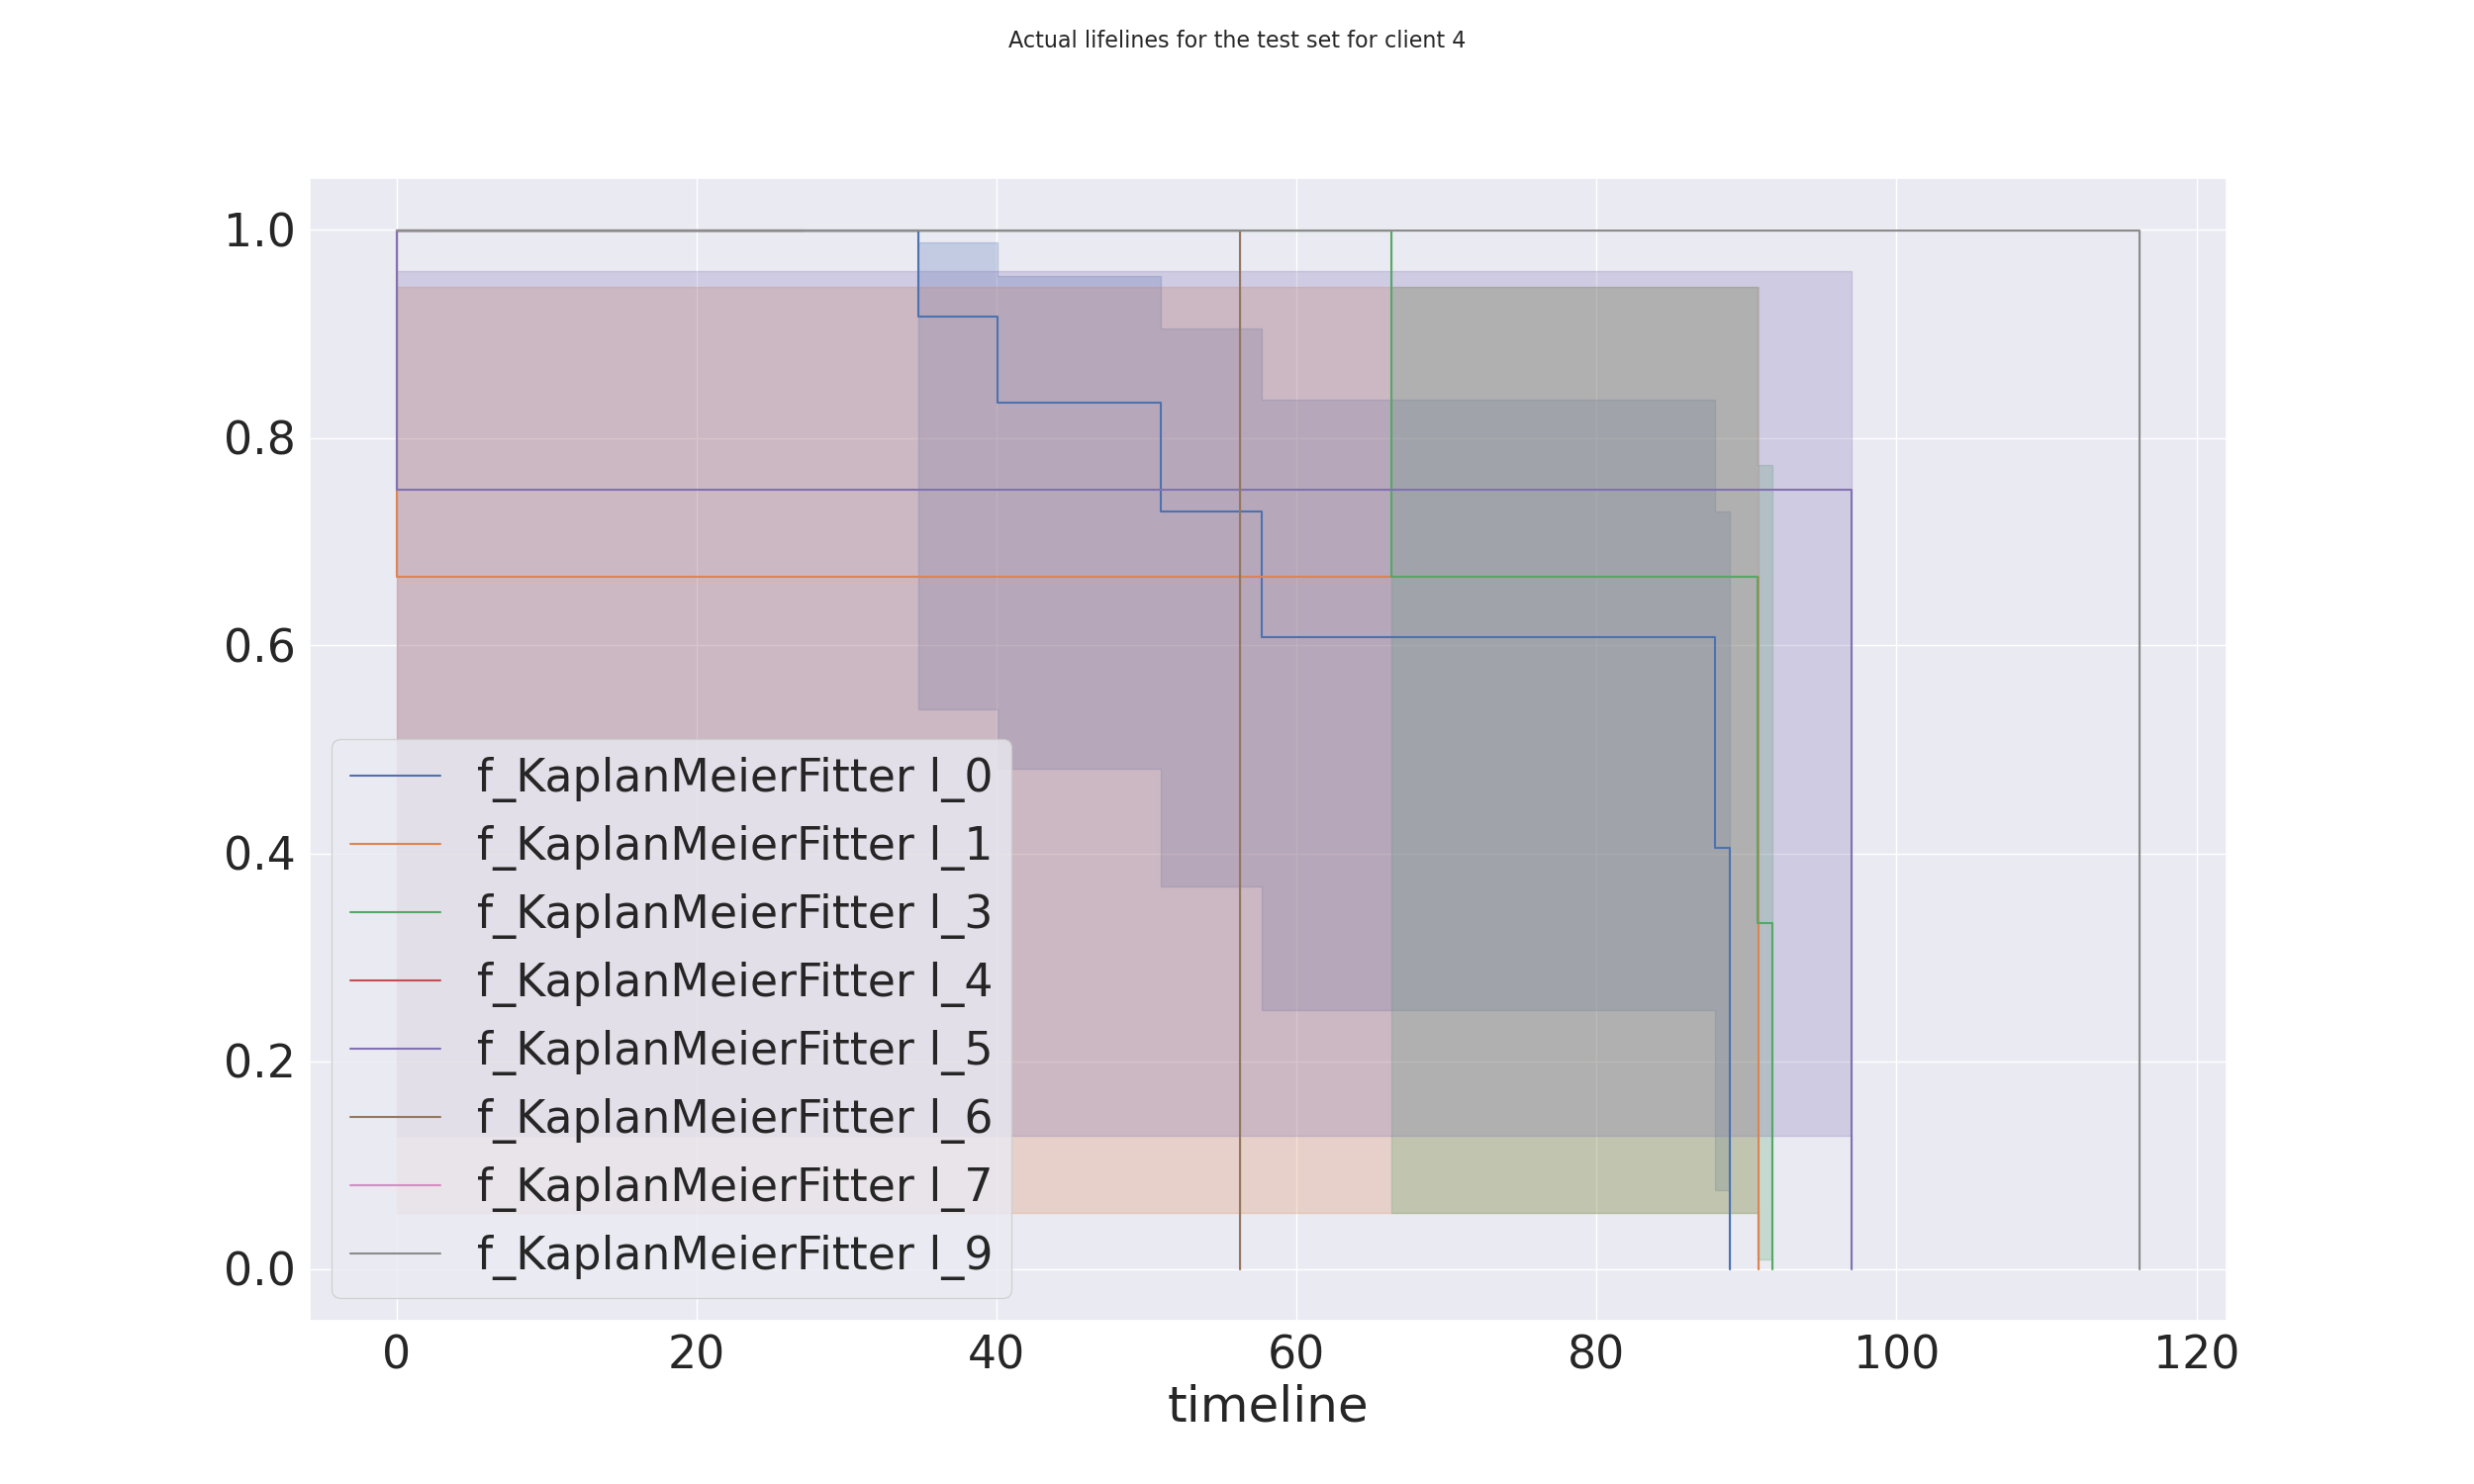 Actual lifelines for the test set for client 4
1.0
0.8
0.6
0.4
0.2
0.0
f_KaplanMeierFitter l_0
f_KaplanMeierFitter l_1
f_KaplanMeierFitter l_3
f_KaplanMeierFitter l_4
f_KaplanMeierFitter l_5
f_KaplanMeierFitter l_6
f_KaplanMeierFitter l_7
f_KaplanMeierFitter l_9
0 20 40 60 80 100 120
timeline